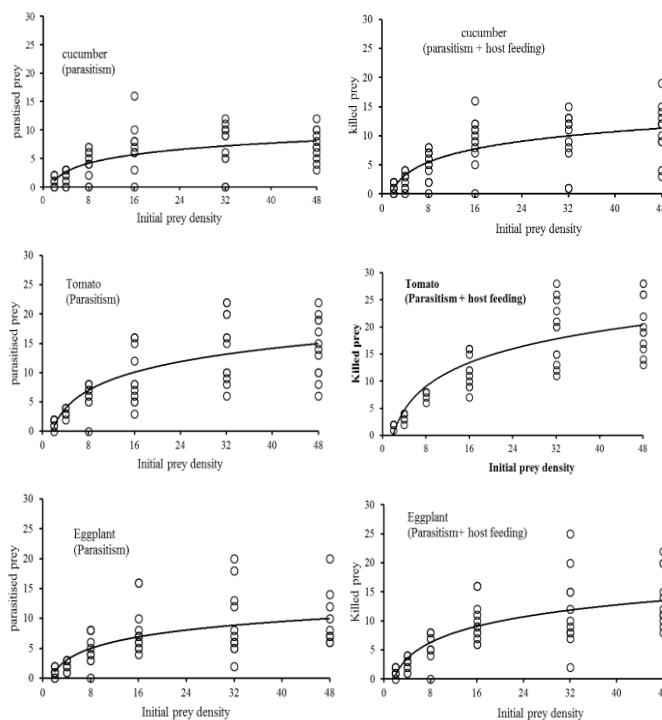 30
25
20
15
10
5
0
parstised prey
cucumber
(parasitism)
0 8 16 24 32 40 48
Initial prey density
30
25
20
15
10
5
0
killed prey
cucumber
(parasitism + host feeding)
0 8 16 24 32 40
Initial prey density
30
25
20
15
10
5
0
parasitised prey
Tomato
(Parasitism)
0 8 16 24 32 40 48
Initial prey density
30
25
20
15
10
5
0
Killed prey
Tomato
(Parasitism + host feeding)
0 8 16 24 32 40 48
Initial prey density
30
25
20
15
10
5
0
parasitised prey
Eggplant
(Parasitism)
0 8 16 24 32 40 48
Initial prey density
30
25
20
15
10
5
0
Killed prey
Eggplant
(Parasitism+ host feeding)
0 8 16 24 32 40
Initial prey density